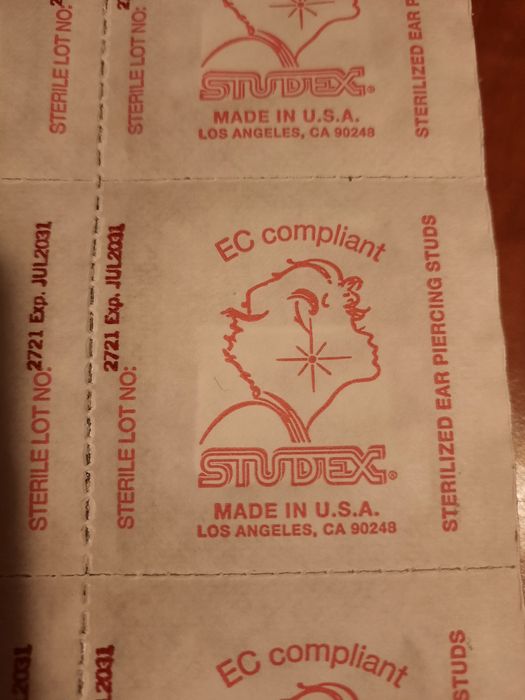 STERILE LOT NO: 2
STERILE LOT NO: 2
STUDEX®
MADE IN U.S.A.
LOS ANGELES, CA 90248
STERILIZED EAR P
STERILE LOT NO: 2721 Exp. JUL2031
STERILE LOT NO: 2721 Exp. JUL2031
EC compliant
STUDEX®
MADE IN U.S.A.
LOS ANGELES, CA 90248
STERILIZED EAR PIERCING STUDS
L2031
L2031
EC compliant
STUDS